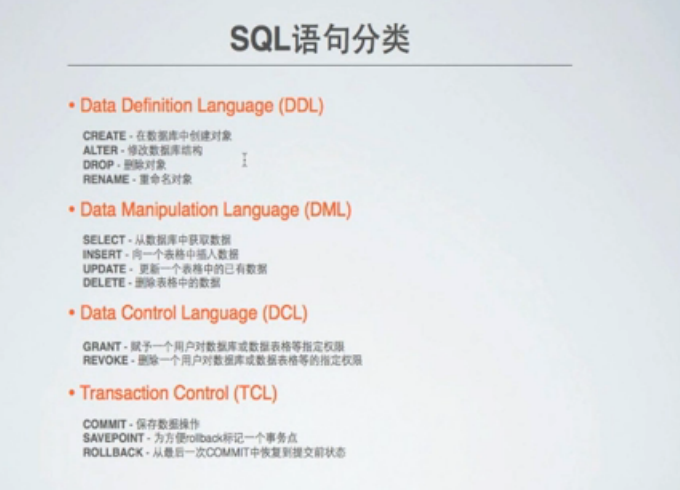 SQL语句分类
• Data Definition Language (DDL)
CREATE - 在数据库中创建对象
ALTER - 修改数据库结构
DROP - 删除对象
RENAME - 重命名对象
• Data Manipulation Language (DML)
SELECT - 从数据库中获取数据
INSERT - 向一个表格中插入数据
UPDATE - 更新一个表格中的已有数据
DELETE - 删除表格中的数据
• Data Control Language (DCL)
GRANT - 赋予一个用户对数据库或数据表格等指定权限
REVOKE - 删除一个用户对数据库或数据表格等的指定权限
• Transaction Control (TCL)
COMMIT - 保存数据操作
SAVEPOINT - 为方便rollback标记一个事务点
ROLLBACK - 从最后一次COMMIT中恢复到提交前状态